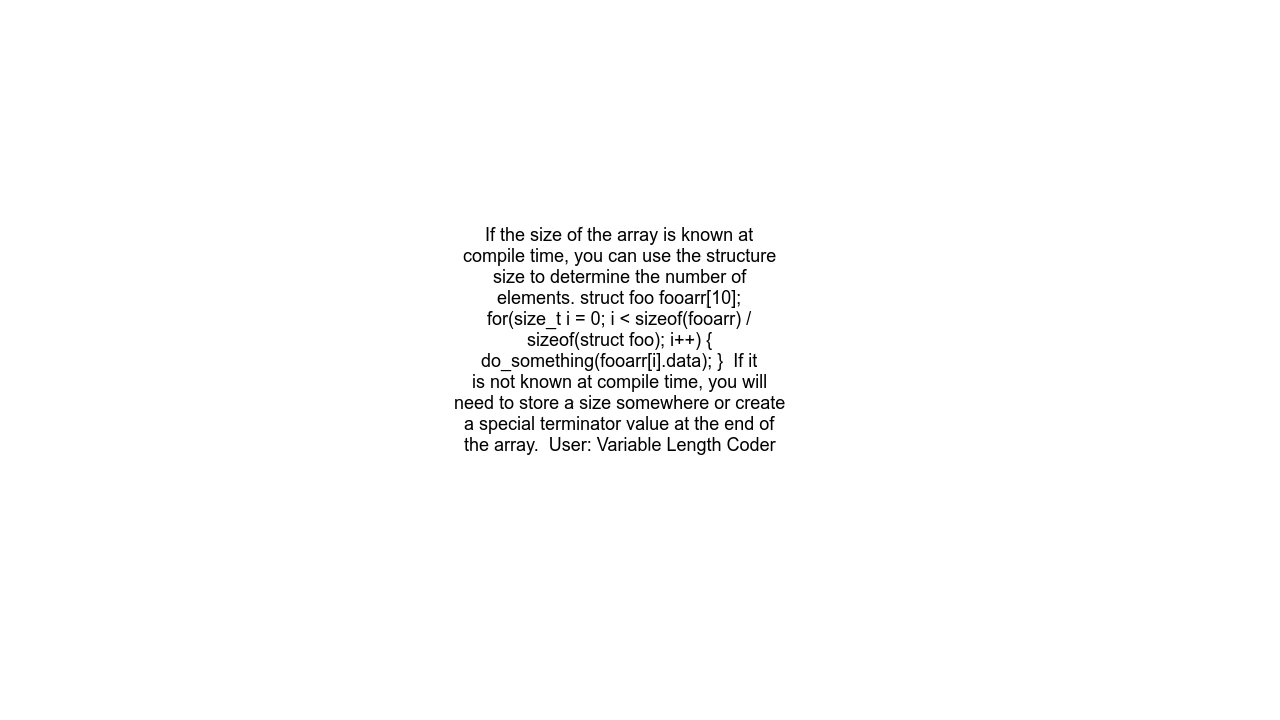 If the size of the array is known at
compile time, you can use the structure
size to determine the number of
elements. struct foo fooarr[10];
for(size_t i = 0; i < sizeof(fooarr) /
sizeof(struct foo); i++) {
do_something(fooarr[i].data); }  If it
is not known at compile time, you will
need to store a size somewhere or create
a special terminator value at the end of
the array.  User: Variable Length Coder